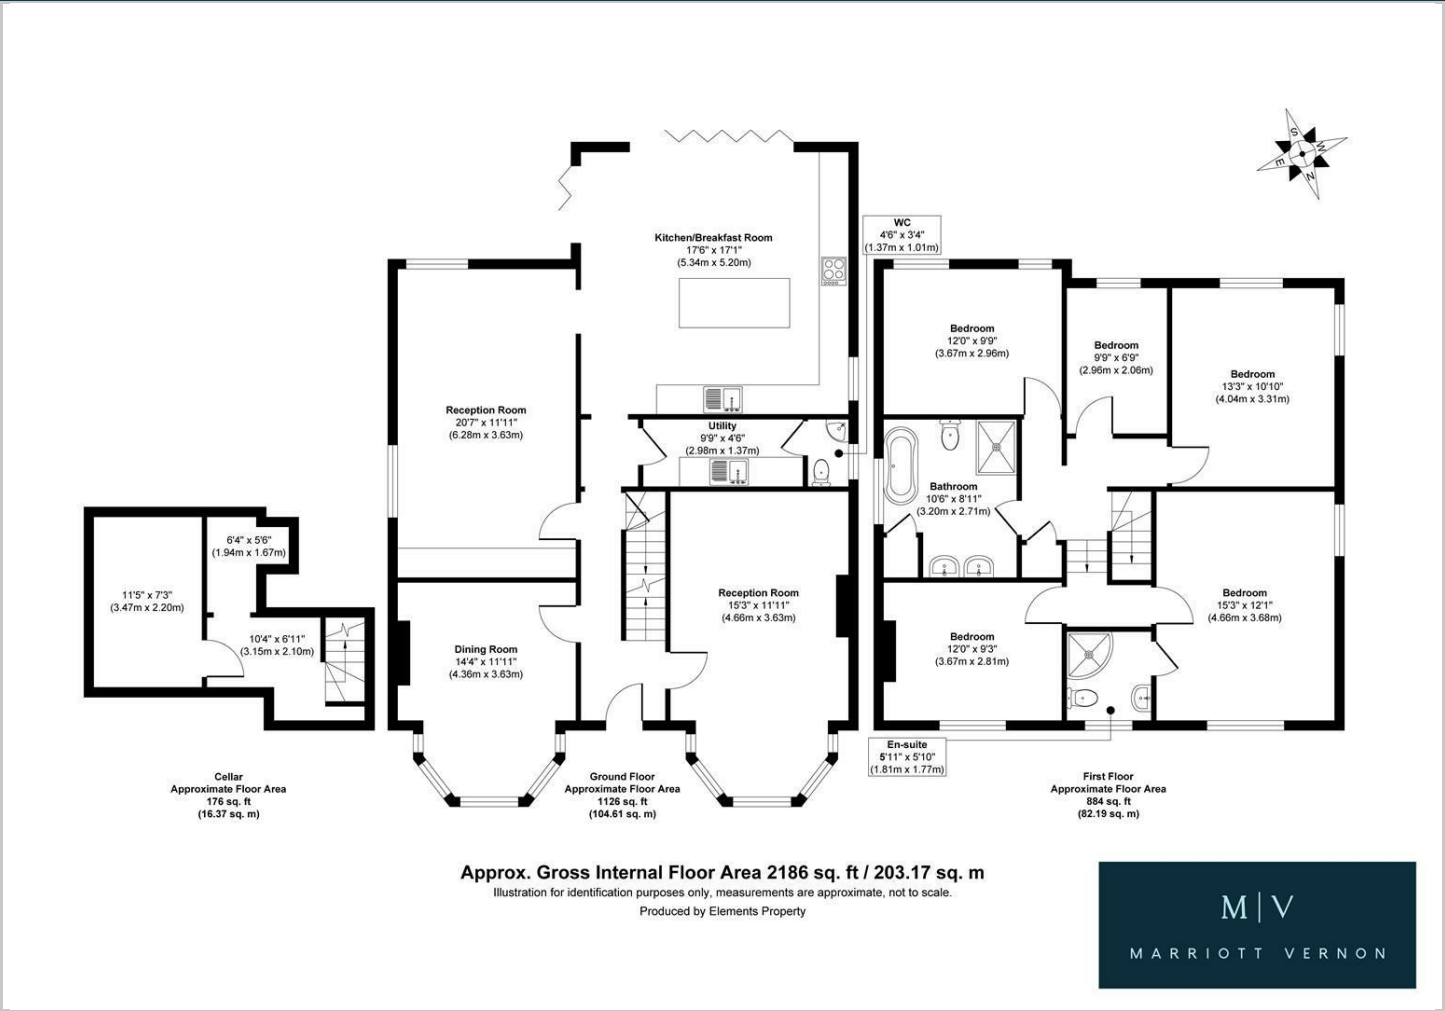 S
W
E
N
WC
4'6" x 3'4"
(1.37m x 1.01m)
Kitchen/Breakfast Room
17'6" x 17'1"
(5.34m x 5.20m)
Bedroom
12'0" x 9'9"
(3.67m x 2.96m)
Bedroom
9'9" x 6'9"
(2.96m x 2.06m)
Bedroom
13'3" x 10'10"
(4.04m x 3.31m)
Reception Room
20'7" x 11'11"
(6.28m x 3.63m)
Utility
9'9" x 4'6"
(2.98m x 1.37m)
Bathroom
10'6" x 8'11"
(3.20m x 2.71m)
6'4" x 5'6"
(1.94m x 1.67m)
11'5" x 7'3"
(3.47m x 2.20m)
10'4" x 6'11"
(3.15m x 2.10m)
Reception Room
15'3" x 11'11"
(4.66m x 3.63m)
Bedroom
15'3" x 12'1"
(4.66m x 3.68m)
Dining Room
14'4" x 11'11"
(4.36m x 3.63m)
Bedroom
12'0" x 9'3"
(3.67m x 2.81m)
En-suite
5'11" x 5'10"
(1.81m x 1.77m)
Cellar
Approximate Floor Area
176 sq. ft
(16.37 sq. m)
Ground Floor
Approximate Floor Area
1126 sq. ft
(104.61 sq. m)
First Floor
Approximate Floor Area
884 sq. ft
(82.19 sq. m)
Approx. Gross Internal Floor Area 2186 sq. ft / 203.17 sq. m
Illustration for identification purposes only, measurements are approximate, not to scale.
Produced by Elements Property
M|V
MARRIOTT VERNON